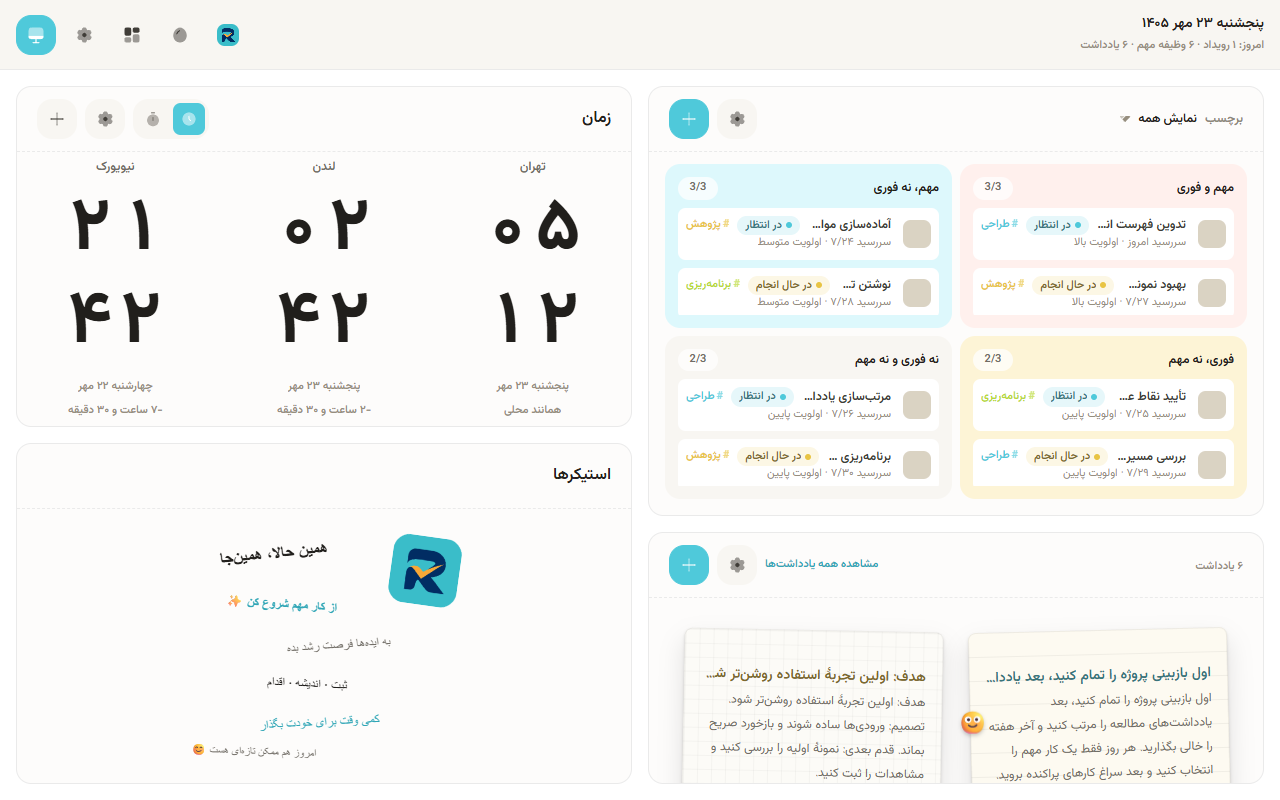 پنجشنبه ۲۳ مهر ۱۴۰۵
امروز: ۱ رویداد · ۶ وظیفه مهم · ۶ یادداشت
برچسب نمایش همه
مهم و فوری 3/3
تدوین فهرست ان... در انتظار # طراحی
سررسید امروز · اولویت بالا
بهبود نمون... در حال انجام # پژوهش
سررسید ۷/۲۷ · اولویت بالا
مهم، نه فوری 3/3
آماده‌سازی موا... در انتظار # پژوهش
سررسید ۷/۲۴ · اولویت متوسط
نوشتن ت... در حال انجام # برنامه‌ریزی
سررسید ۷/۲۸ · اولویت متوسط
فوری، نه مهم 2/3
تأیید نقاط ع... در انتظار # برنامه‌ریزی
سررسید ۷/۲۵ · اولویت پایین
بررسی مسیر... در حال انجام # طراحی
سررسید ۷/۲۹ · اولویت پایین
نه فوری و نه مهم 2/3
مرتب‌سازی یاددا... در انتظار # طراحی
سررسید ۷/۲۶ · اولویت پایین
برنامه‌ریزی ... در حال انجام # پژوهش
سررسید ۷/۳۰ · اولویت پایین
۶ یادداشت مشاهده همه یادداشت‌ها
اول بازبینی پروژه را تمام کنید، بعد یاددا...
اول بازبینی پروژه را تمام کنید، بعد
یادداشت‌های مطالعه را مرتب کنید و آخر هفته
را خالی بگذارید. هر روز فقط یک کار مهم را
انتخاب کنید و بعد سراغ کارهای پراکنده بروید.
هدف: اولین تجربهٔ استفاده روشن‌تر ش...
هدف: اولین تجربهٔ استفاده روشن‌تر شود.
تصمیم: ورودی‌ها ساده شوند و بازخورد صریح
بماند. قدم بعدی: نمونهٔ اولیه را بررسی کنید و
مشاهدات را ثبت کنید.
زمان
تهران
۰۵
۱۲
پنجشنبه ۲۳ مهر
همانند محلی
لندن
۰۲
۴۲
پنجشنبه ۲۳ مهر
-۲ ساعت و ۳۰ دقیقه
نیویورک
۲۱
۴۲
چهارشنبه ۲۲ مهر
-۷ ساعت و ۳۰ دقیقه
استیکرها
همین حالا، همین‌جا
از کار مهم شروع کن ✨
به ایده‌ها فرصت رشد بده
ثبت · اندیشه · اقدام
کمی وقت برای خودت بگذار
امروز هم ممکن تازه‌ای هست 😊